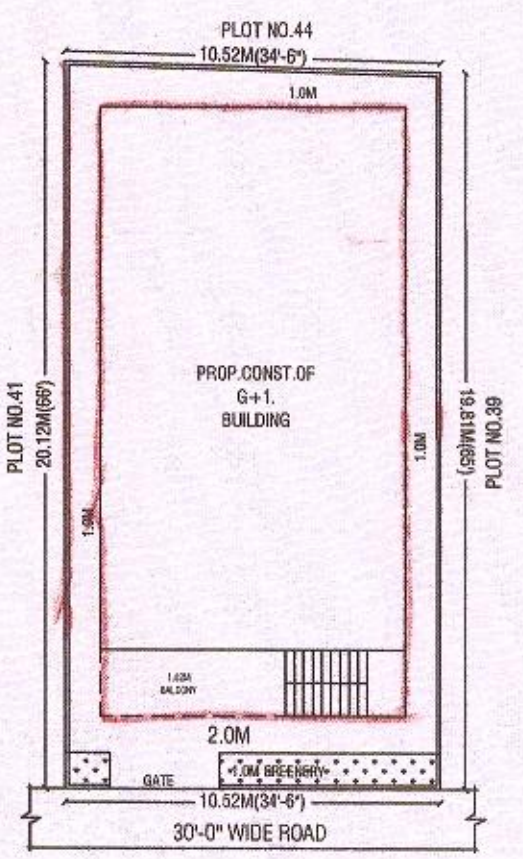 PLOT NO.44
10.52M(34'-6")
1.0M
PROP.CONST.OF
G+1.
BUILDING
PLOT NO.41
20.12M(66')
19.81M(65')
PLOT NO.39
1.0M
1.0M
BALCONY
2.0M
1.0M GREENERY
GATE
10.52M(34'-6")
30'-0" WIDE ROAD